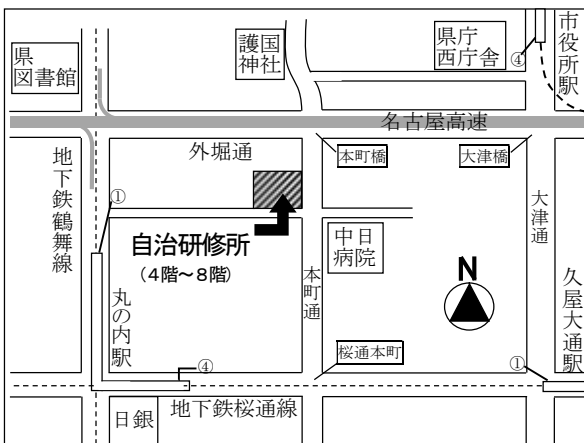 県
図書館
護国
神社
県庁
西庁舎
④
市役所駅
名古屋高速
外堀通
本町橋
大津橋
地下鉄鶴舞線
①
大津通
自治研修所
（4階～8階）
中日
病院
N
本町通
丸の内駅
久屋大通駅
桜通本町
④
①
日銀
地下鉄桜通線